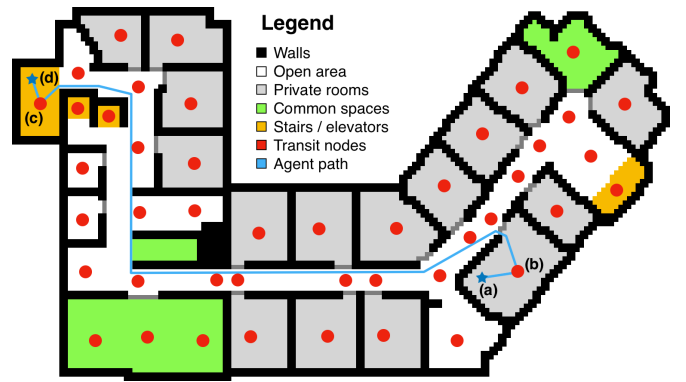 Legend
Walls
Open area
Private rooms
Common spaces
Stairs / elevators
Transit nodes
Agent path
(d)
(c)
(b)
(a)